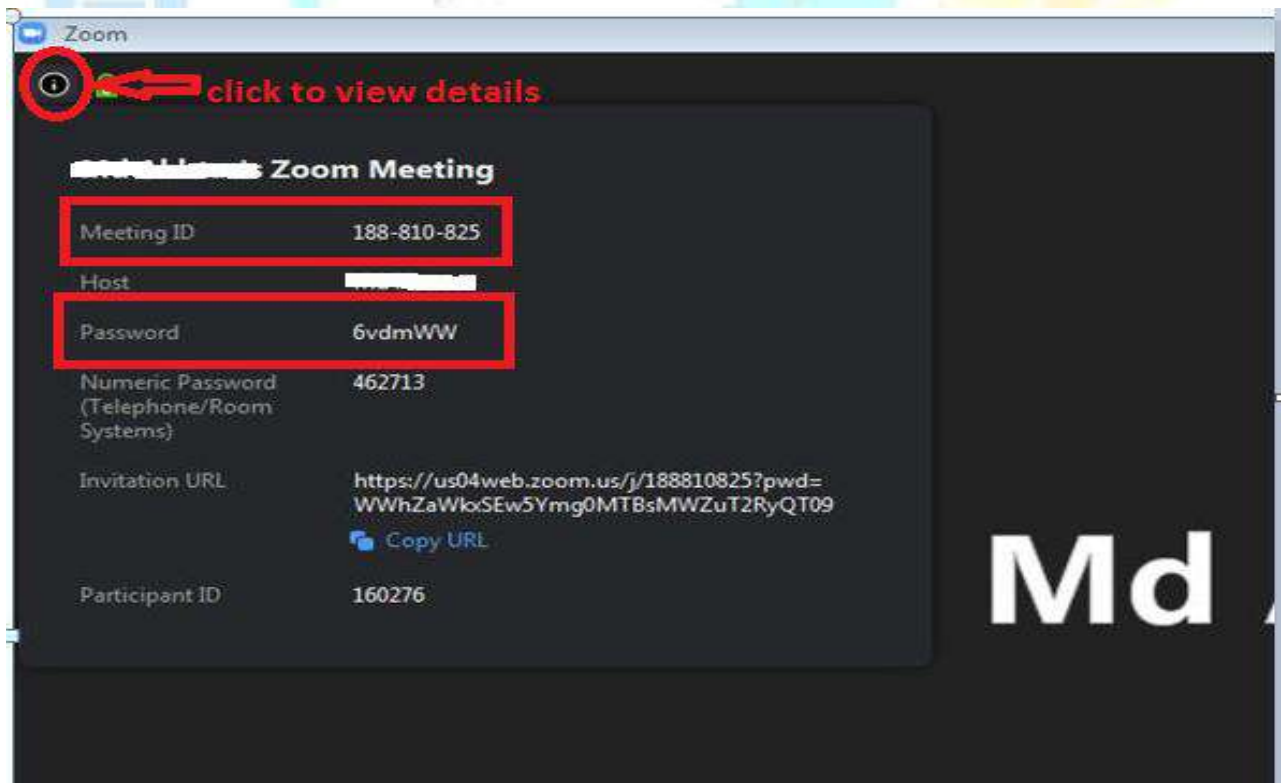 Zoom
click to view details
Zoom Meeting
Meeting ID 188-810-825
Host
Password 6vdmWW
Numeric Password 462713
(Telephone/Room
Systems)
Invitation URL https://us04web.zoom.us/j/188810825?pwd=
WWhZaWkxSEw5Ymg0MTBsMWZuT2RyQT09
Copy URL
Participant ID 160276
Md